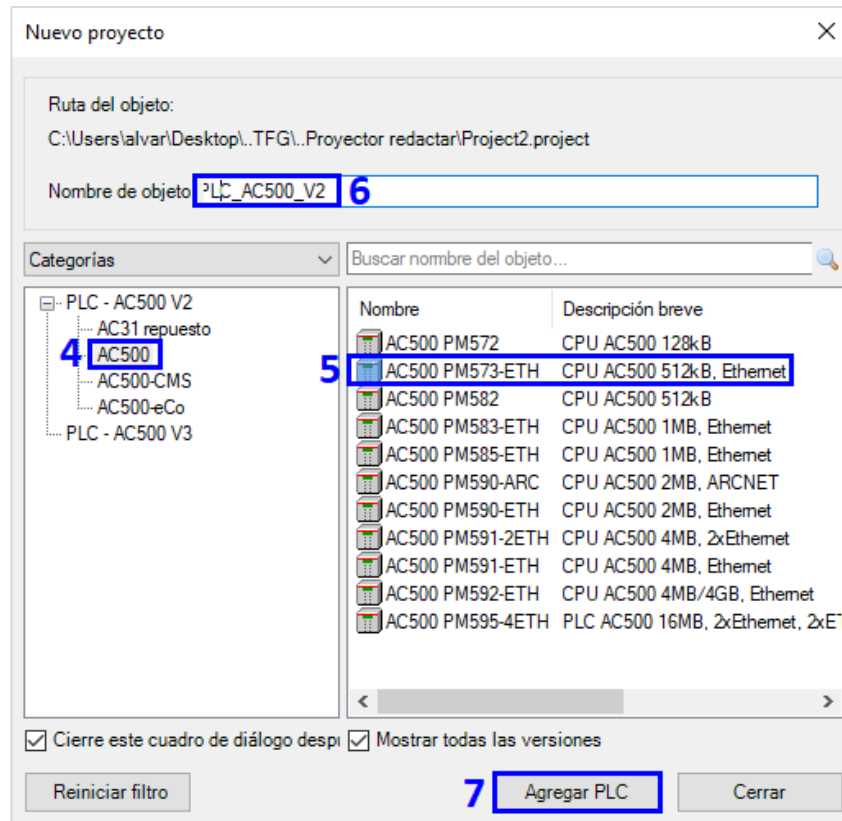 Nuevo proyecto
Ruta del objeto:
C:\Users\alvar\Desktop\..TFG\..Proyector redactar\Project2.project
Nombre de objeto PLC_AC500_V2 6
Categorías
Buscar normbre del objeto...
PLC - AC500 V2
AC31 repuesto
4 AC500
AC500-CMS
AC500-eCo
PLC - AC500 V3
Nombre Descripción breve
AC500 PM572 CPU AC500 128kB
5 AC500 PM573-ETH CPU AC500 512kB, Ethernet
AC500 PM582 CPU AC500 512kB
AC500 PM583-ETH CPU AC500 1MB, Ethernet
AC500 PM585-ETH CPU AC500 1MB, Ethernet
AC500 PM590-ARC CPU AC500 2MB, ARCNET
AC500 PM590-ETH CPU AC500 2MB, Ethernet
AC500 PM591-2ETH CPU AC500 4MB, 2xEthernet
AC500 PM591-ETH CPU AC500 4MB, Ethernet
AC500 PM592-ETH CPU AC500 4MB/4GB, Ethernet
AC500 PM595-4ETH PLC AC500 16MB, 2xEthernet, 2xET
Cierre este cuadro de diálogo despu Mostrar todas las versiones
Reiniciar filtro 7 Agregar PLC Cerrar